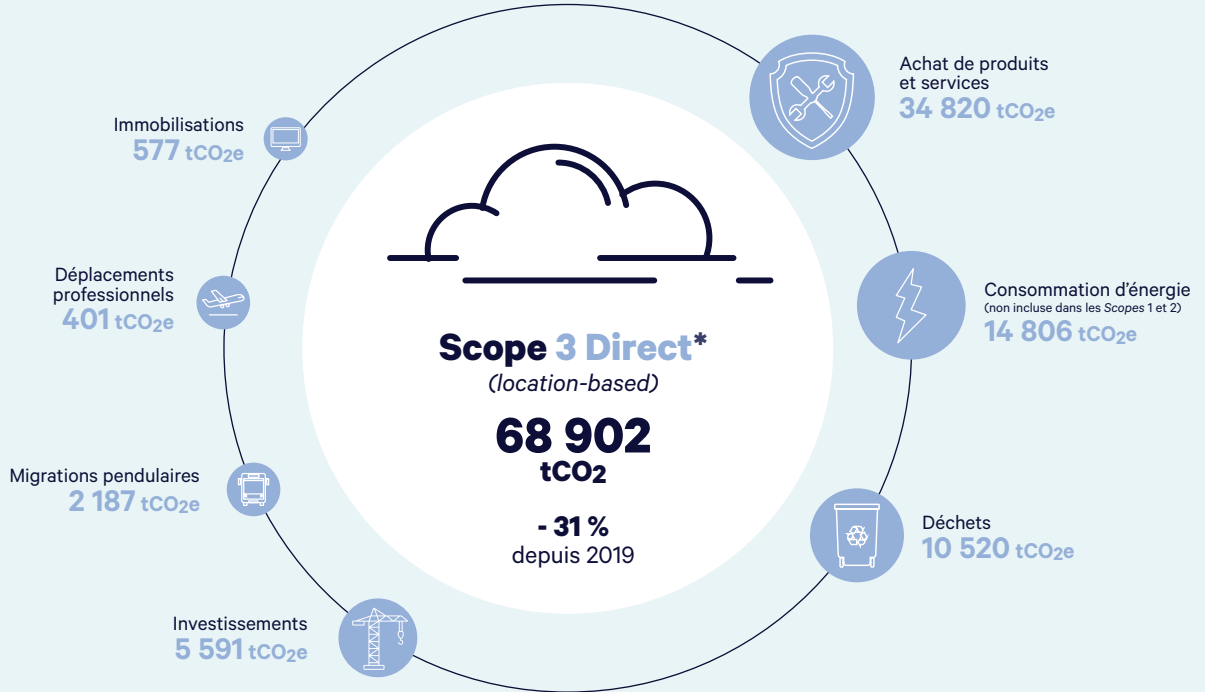 Achat de produits
et services
34 820 tCO2e
Immobilisations
577 tCO2e
Déplacements
professionnels
401 tCO2e
Consommation d’énergie
(non incluse dans les Scopes 1 et 2)
14 806 tCO2e
Scope 3 Direct*
(location-based)
68 902
tCO2
- 31 %
depuis 2019
Migrations pendulaires
2 187 tCO2e
Déchets
10 520 tCO2e
Investissements
5 591 tCO2e